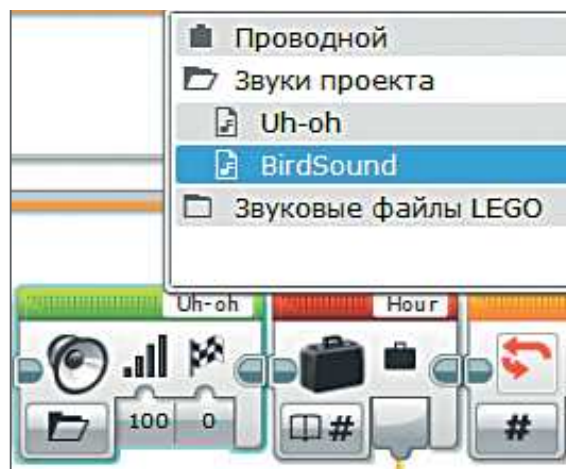 Проводной
Звуки проекта
Uh-oh
BirdSound
Звуковые файлы LEGO
Uh-oh
Hour
100 0
#
#